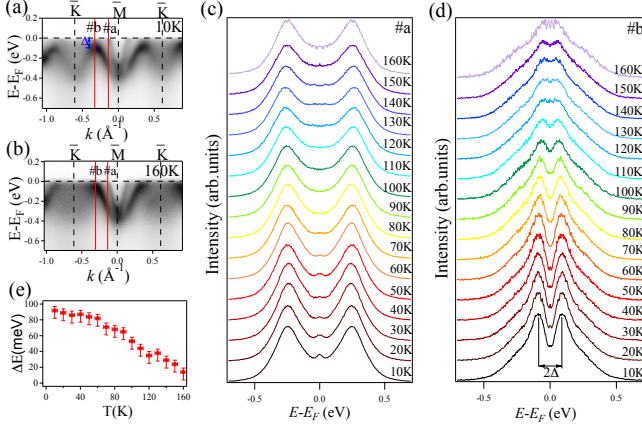 (a)
K̅
M̅
K̅
#b
#a
10K
Δ
E-E_F (eV)
0.2
0.0
-0.2
-0.4
-0.6
-1.0
-0.5
0.0
0.5
k (Å⁻¹)
(b)
K̅
M̅
K̅
#b
#a
160K
E-E_F (eV)
0.2
0.0
-0.2
-0.4
-0.6
-1.0
-0.5
0.0
0.5
k (Å⁻¹)
(e)
ΔE(meV)
100
80
60
40
20
0
0
40
80
120
160
T(K)
(c)
#a
160K
150K
140K
130K
120K
110K
100K
90K
80K
70K
60K
50K
40K
30K
20K
10K
Intensity (arb.units)
-0.5
0.0
0.5
E-E_F (eV)
(d)
#b
160K
150K
140K
130K
120K
110K
100K
90K
80K
70K
60K
50K
40K
30K
20K
10K
2Δ
Intensity (arb.units)
-0.5
0.0
0.5
E-E_F (eV)